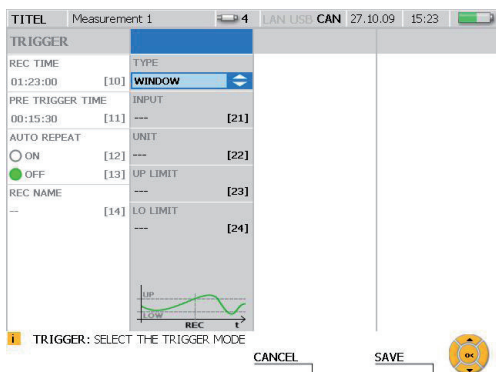 TITEL Measurement 1 4 LAN USB CAN 27.10.09 15:23
TRIGGER
REC TIME
01:23:00 [10]
PRE TRIGGER TIME
00:15:30 [11]
AUTO REPEAT
ON [12]
OFF [13]
REC NAME
-- [14]
TYPE
WINDOW
INPUT
--- [21]
UNIT
--- [22]
UP LIMIT
--- [23]
LO LIMIT
--- [24]
UP
LOW
REC t
i TRIGGER: SELECT THE TRIGGER MODE
CANCEL SAVE
OK